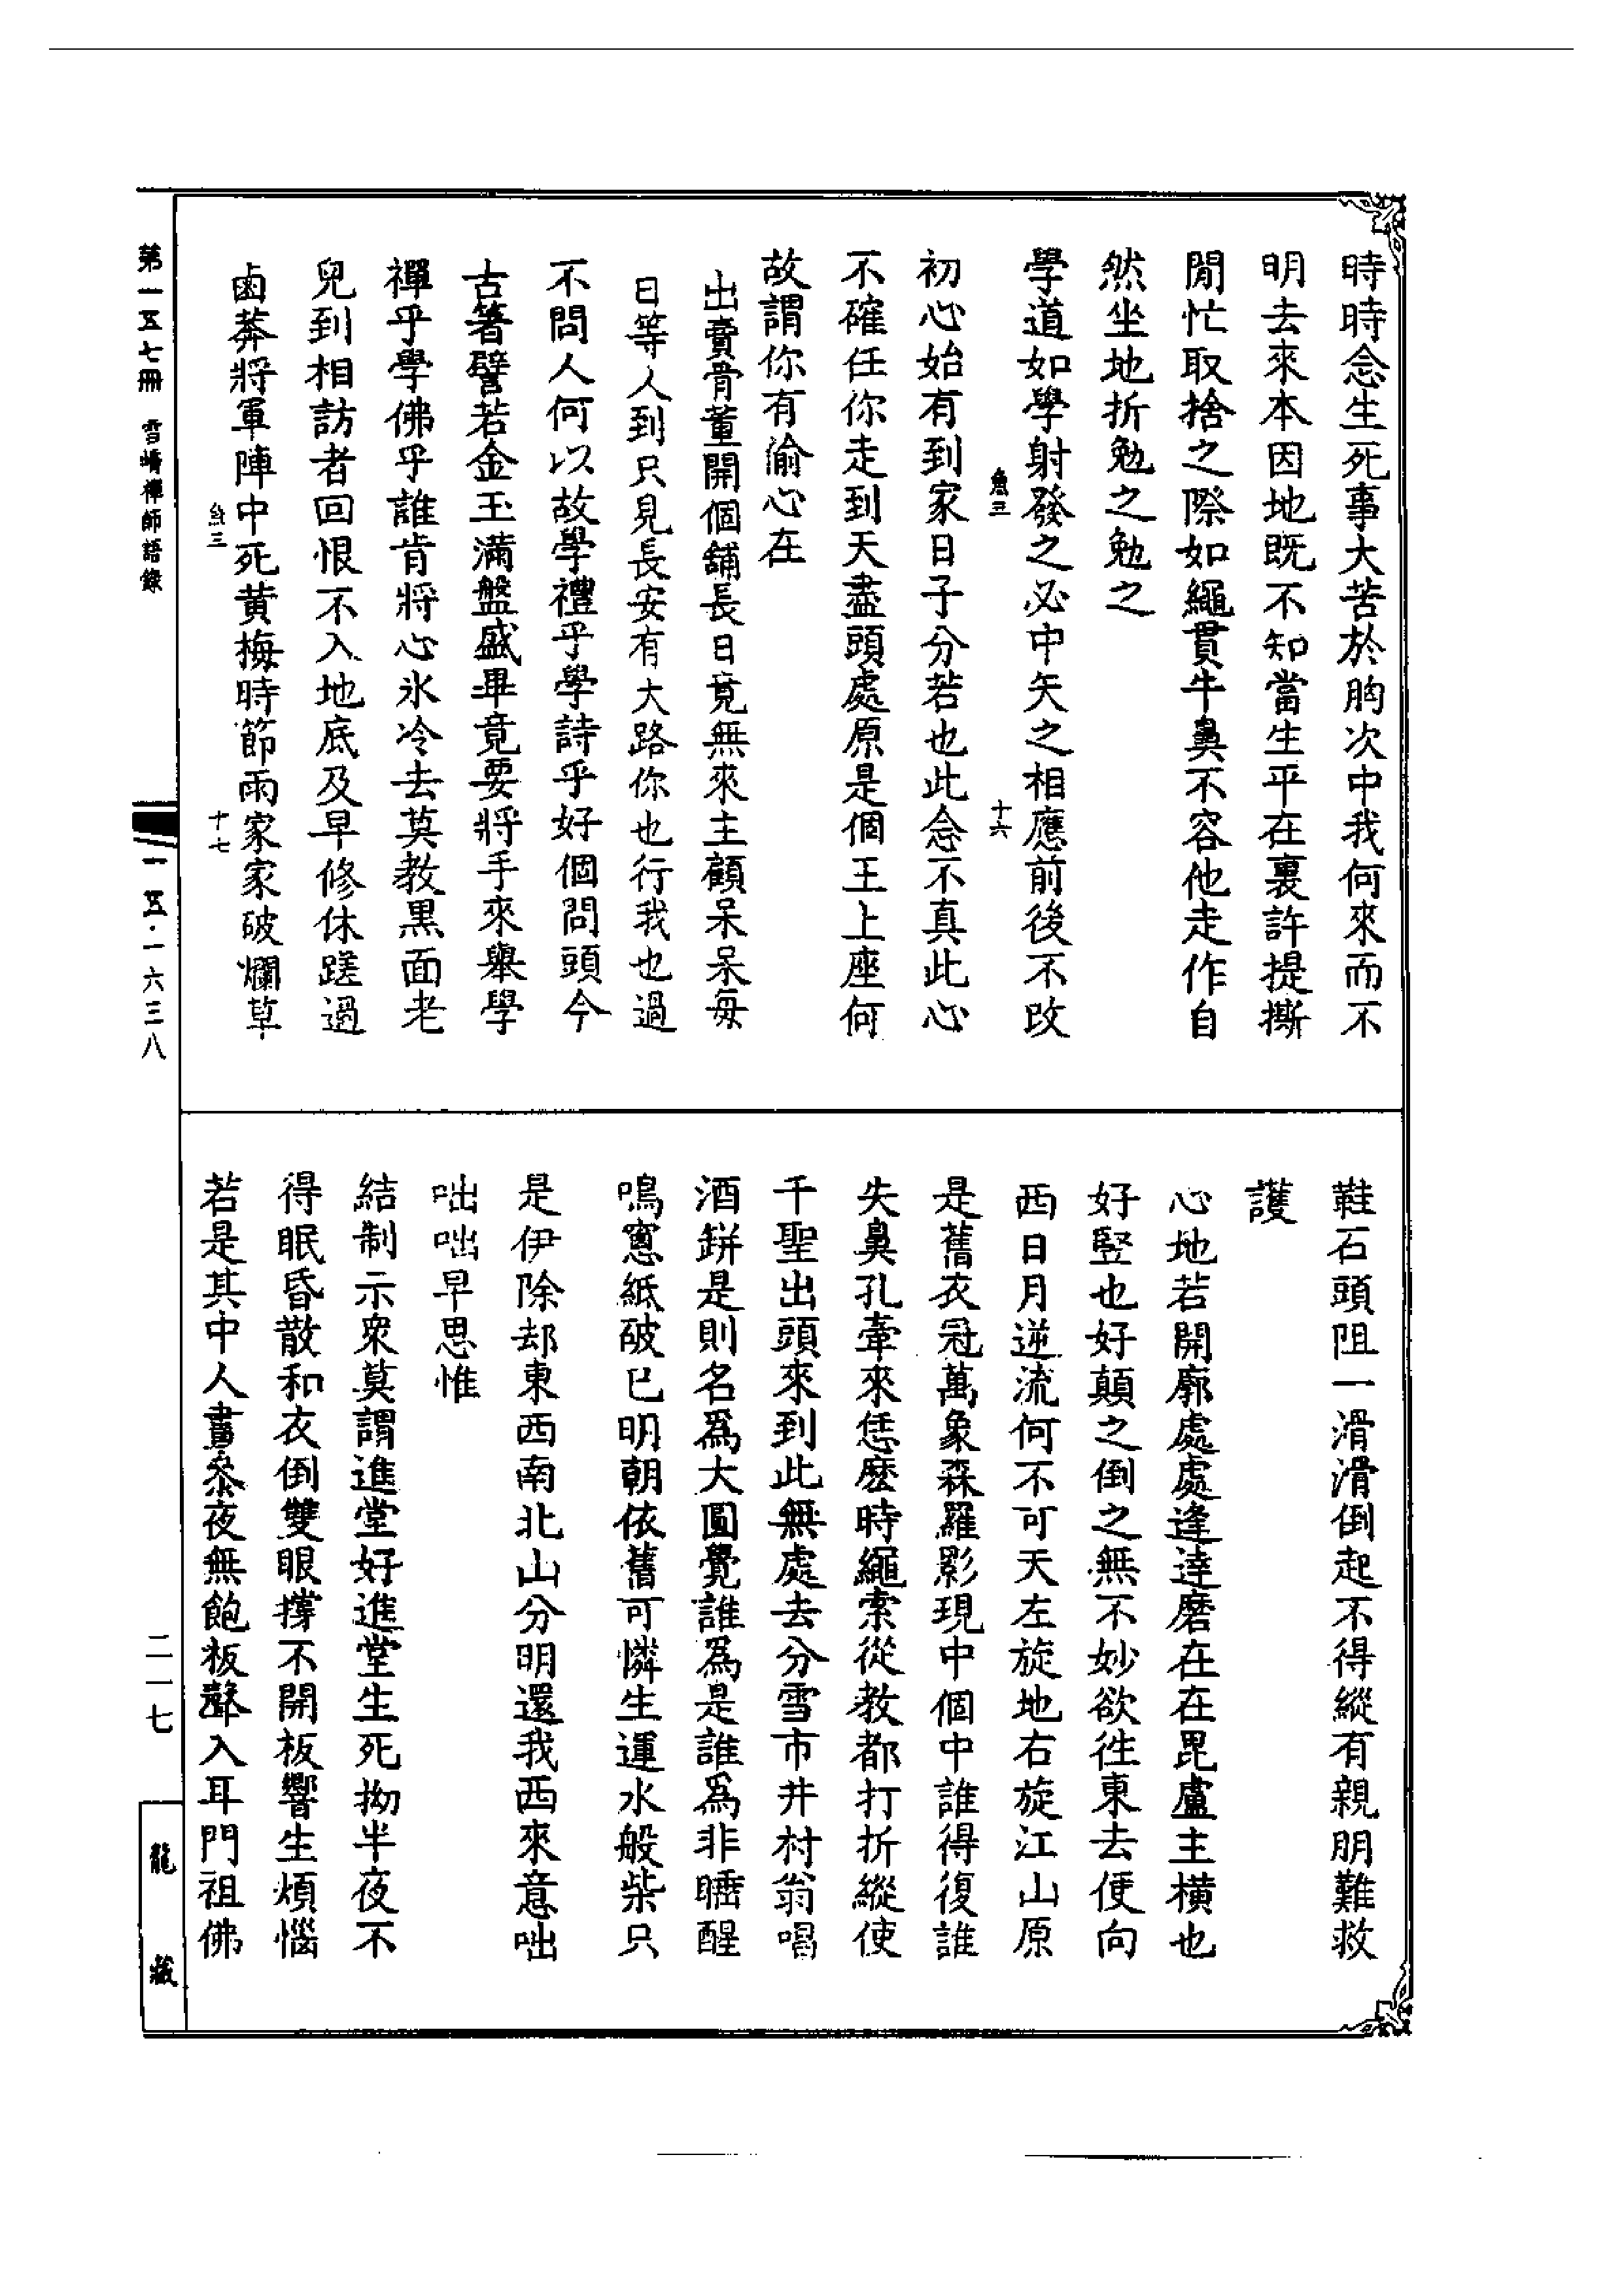 時時念生死事大苦於胸次中我何來而不
明去來本因地既不知當生平在裏許提撕
閒忙取捨之際如繩貫牛鼻不容他走作自
然坐地折勉之勉之
學道如學射發之必中矢之相應前後不改
魚三 十六
初心始有到家日子分若也此念不真此心
不確任你走到天盡頭處原是個王上座何
故謂你有渝心在
出賣骨董開個舖長日竟無來主顧呆呆每
日等人到只見長安有大路你也行我也過
不問人何以故學禮乎學詩乎好個問頭今
古箸譬若金玉滿盤盛畢竟要將手來舉學
禪乎學佛乎誰肯將心氷冷去莫教黑面老
兒到相訪者回恨不入地底及早修休蹉過
鹵莽將軍陣中死黃梅時節雨家家破爛草
魚三 十七
鞋石頭阻一滑滑倒起不得縱有親朋難救
護
心地若開廓處處逢達磨在在毘盧主橫也
好竪也好顛之倒之無不妙欲往東去便向
西日月逆流何不可天左旋地右旋江山原
是舊衣冠萬象森羅影現中個中誰得復誰
失鼻孔牽來恁麽時繩索從教都打折縱使
千聖出頭來到此無處去分雪市井村翁喝
酒缾是則名爲大圓覺誰爲是誰爲非睡醒
鳴窻紙破已明朝依舊可憐生運水般柴只
是伊除却東西南北山分明還我西來意咄
咄咄早思惟
結制示衆莫謂進堂好進堂生死拗半夜不
得眠昏散和衣倒雙眼撐不開板響生煩惱
若是其中人晝叅夜無飽板聲入耳門祖佛
第一五七冊 雪嶠禪師語錄
一五·一六三八
二一七
龍藏